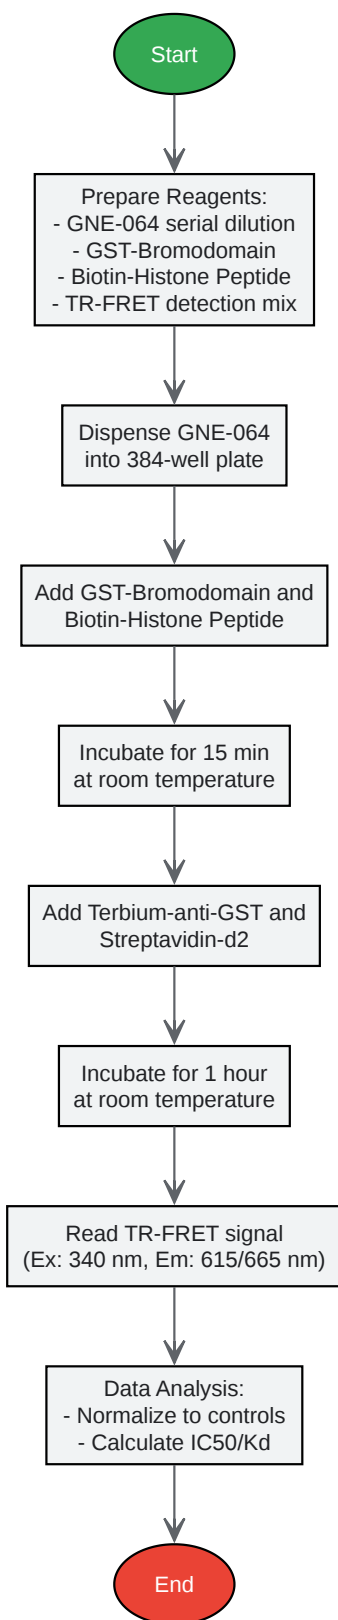 Start
Prepare Reagents:
- GNE-064 serial dilution
- GST-Bromodomain
- Biotin-Histone Peptide
- TR-FRET detection mix
Dispense GNE-064
into 384-well plate
Add GST-Bromodomain and
Biotin-Histone Peptide
Incubate for 15 min
at room temperature
Add Terbium-anti-GST and
Streptavidin-d2
Incubate for 1 hour
at room temperature
Read TR-FRET signal
(Ex: 340 nm, Em: 615/665 nm)
Data Analysis:
- Normalize to controls
- Calculate IC50/Kd
End